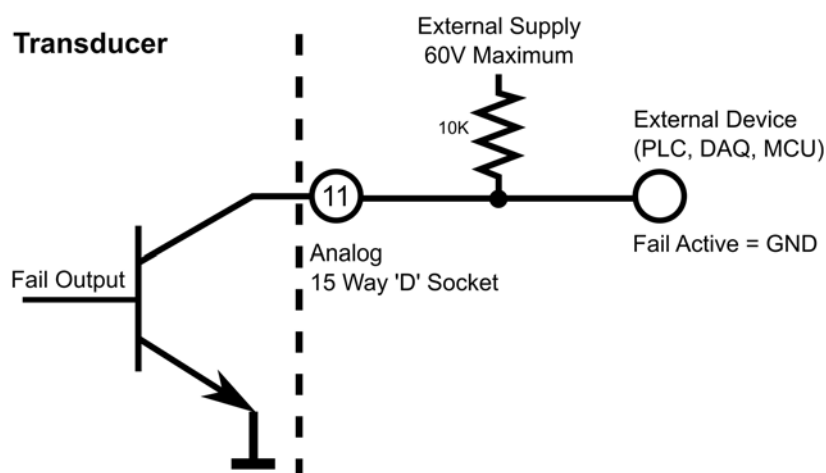 Transducer
External Supply
60V Maximum
10K
External Device
(PLC, DAQ, MCU)
11
Fail Active = GND
Analog
15 Way 'D' Socket
Fail Output